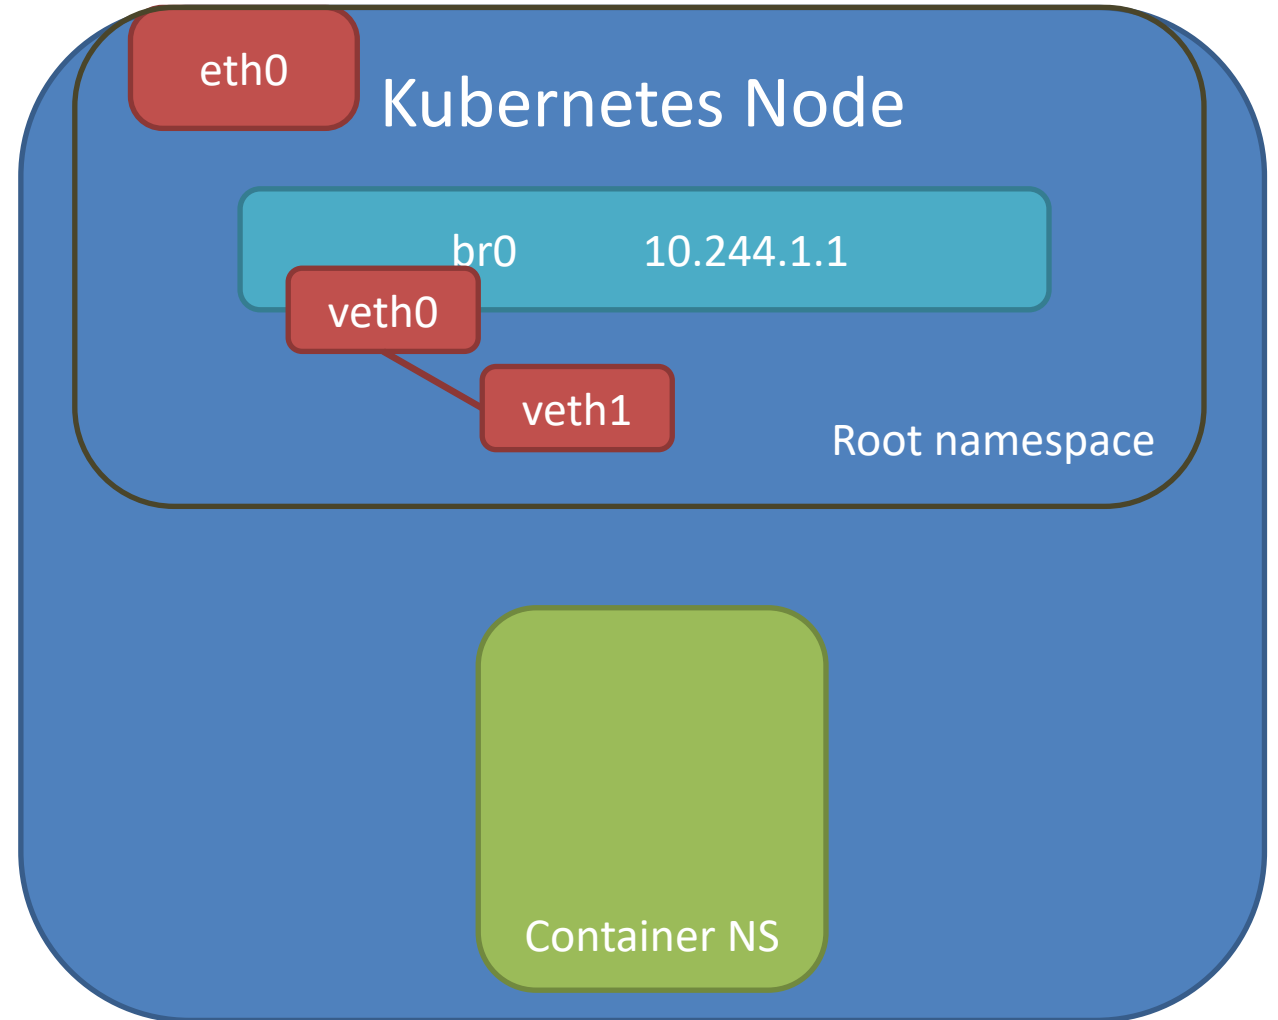 eth0
Kubernetes Node
br0 10.244.1.1
veth0
veth1
Root namespace
Container NS